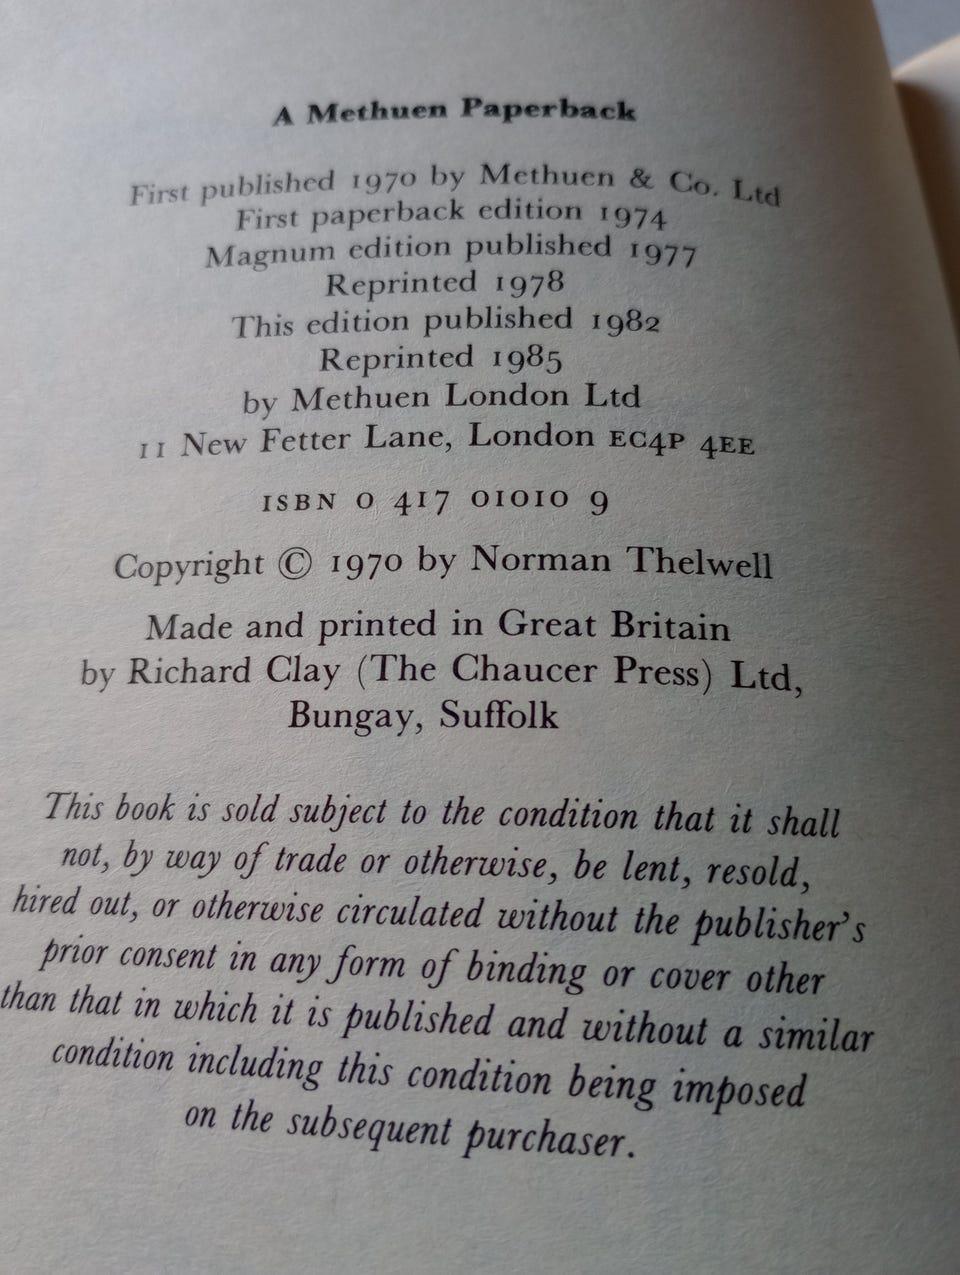 A Methuen Paperback
First published 1970 by Methuen & Co. Ltd
First paperback edition 1974
Magnum edition published 1977
Reprinted 1978
This edition published 1982
Reprinted 1985
by Methuen London Ltd
11 New Fetter Lane, London EC4P 4EE
ISBN 0 417 01010 9
Copyright © 1970 by Norman Thelwell
Made and printed in Great Britain
by Richard Clay (The Chaucer Press) Ltd,
Bungay, Suffolk
This book is sold subject to the condition that it shall
not, by way of trade or otherwise, be lent, resold,
hired out, or otherwise circulated without the publisher's
prior consent in any form of binding or cover other
than that in which it is published and without a similar
condition including this condition being imposed
on the subsequent purchaser.